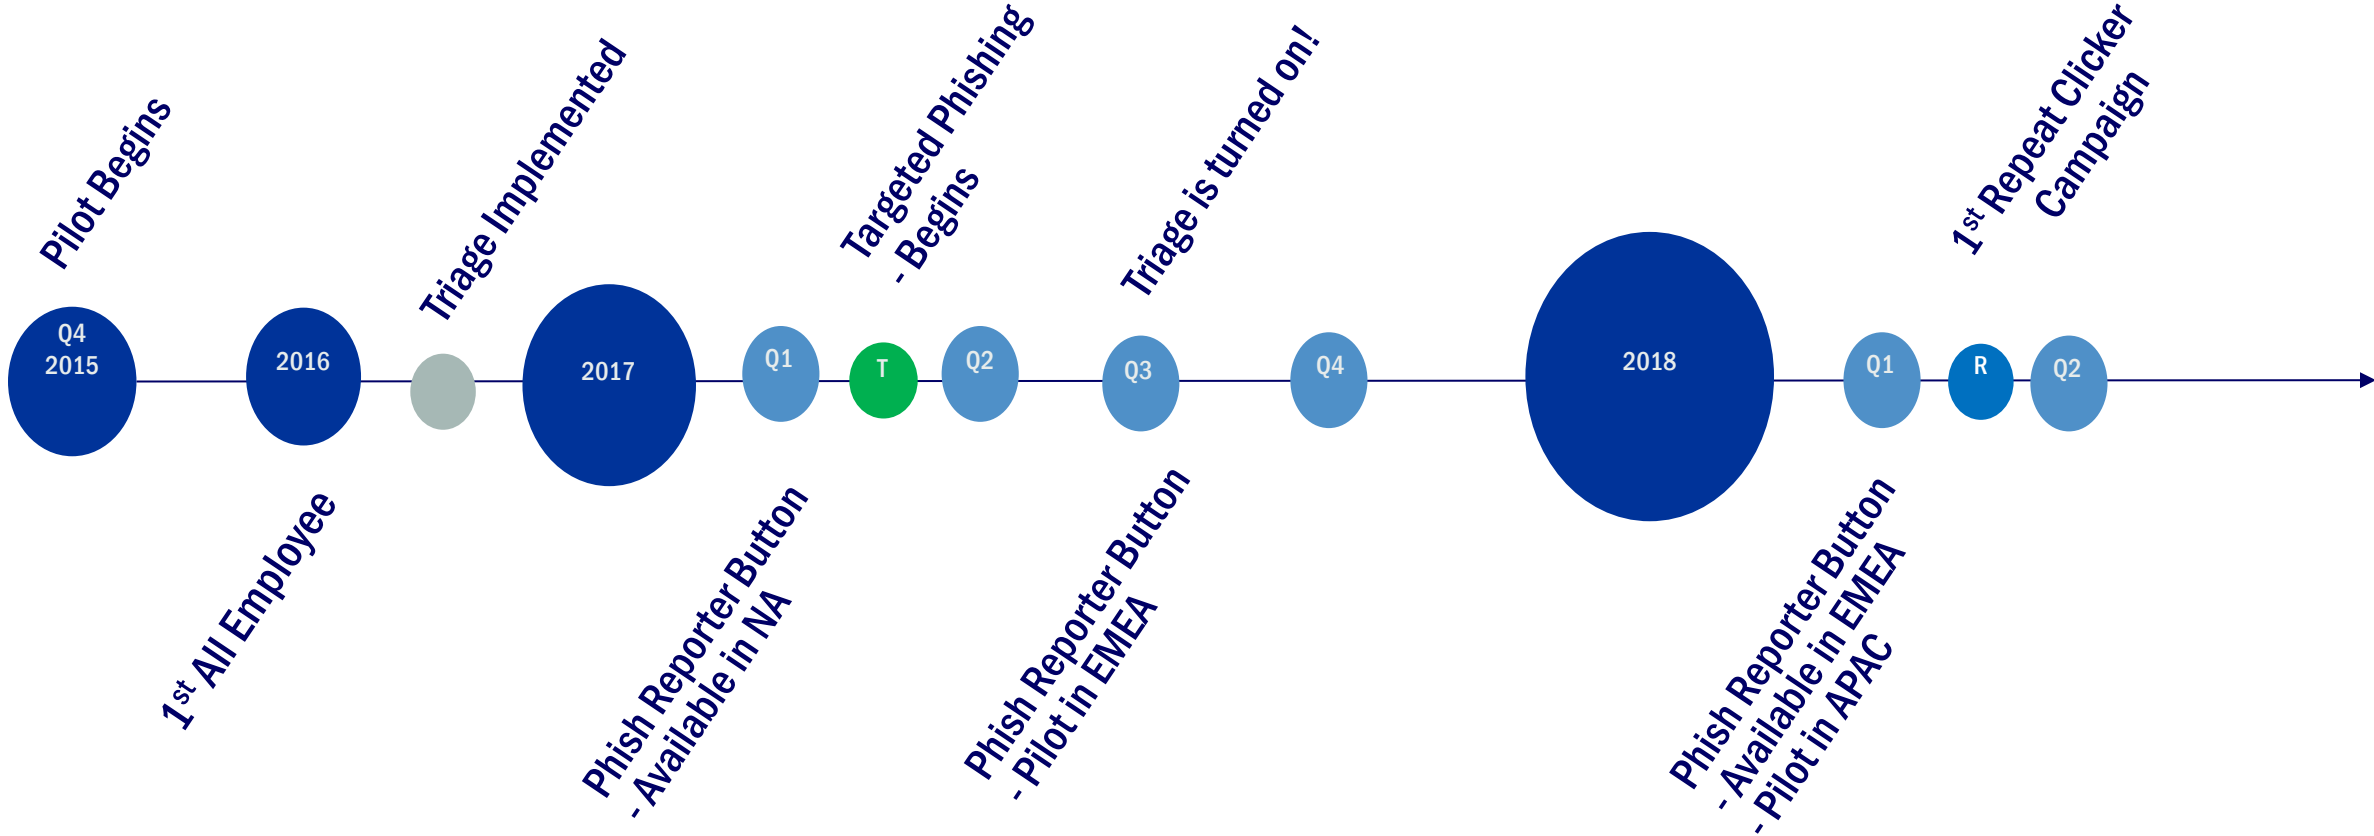 Pilot Begins
Triage Implemented
Targeted Phishing
- Begins
Triage is turned on!
1st Repeat Clicker
Campaign
Q4
2015
2016
2017
Q1
T
Q2
Q3
Q4
2018
Q1
R
Q2
1st All Employee
Phish Reporter Button
- Available in NA
Phish Reporter Button
- Pilot in EMEA
Phish Reporter Button
- Available in EMEA
- Pilot in APAC